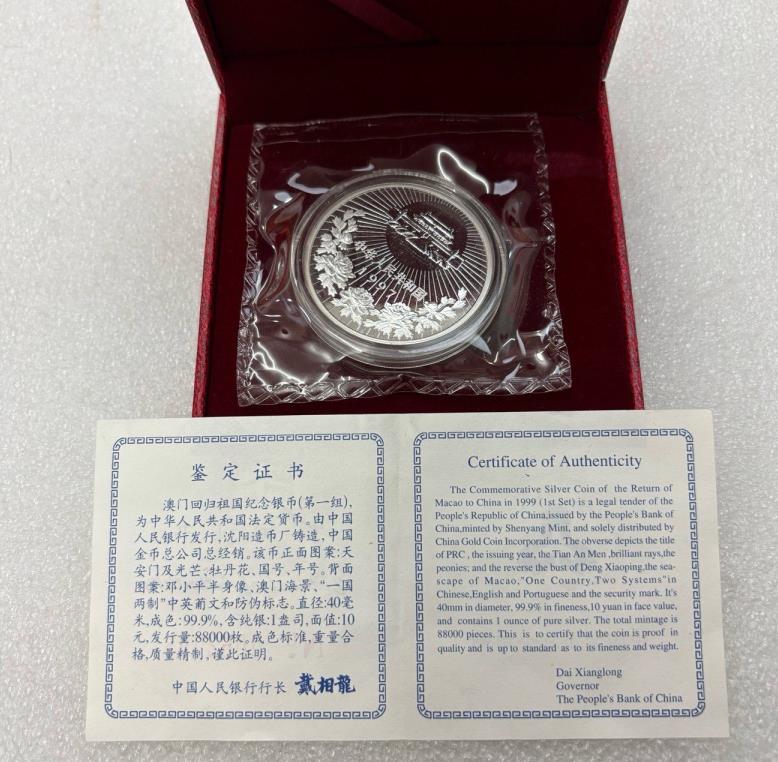 中华人民共和国
1997
鉴定证书
澳门回归祖国纪念银币(第一组),
为中华人民共和国法定货币。由中国
人民银行发行,沈阳造币厂铸造,中国
金币总公司总经销。该币正面图案:天
安门及光芒、牡丹花、国号、年号。背面
图案:邓小平半身像、澳门海景、“一国
两制”中英葡文和防伪标志。直径:40毫
米,成色:99.9%,含纯银:1盎司,面值:10
元,发行量:88000枚。成色标准,重量合
格,质量精制,谨此证明。
中国人民银行行长 戴相龍
Certificate of Authenticity
The Commemorative Silver Coin of the Return of
Macao to China in 1999 (1st Set) is a legal tender of the
People's Republic of China,issued by the People's Bank of
China,minted by Shenyang Mint, and solely distributed by
China Gold Coin Incorporation. The obverse depicts the title
of PRC , the issuing year, the Tian An Men ,brilliant rays,the
peonies; and the reverse the bust of Deng Xiaoping,the sea-
scape of Macao,"One Country,Two Systems"in
Chinese,English and Portuguese and the security mark. It's
40mm in diameter, 99.9% in fineness,10 yuan in face value,
and contains 1 ounce of pure silver. The total mintage is
88000 pieces. This is to certify that the coin is proof in
quality and is up to standard as to its fineness and weight.
Dai Xianglong
Governor
The People's Bank of China